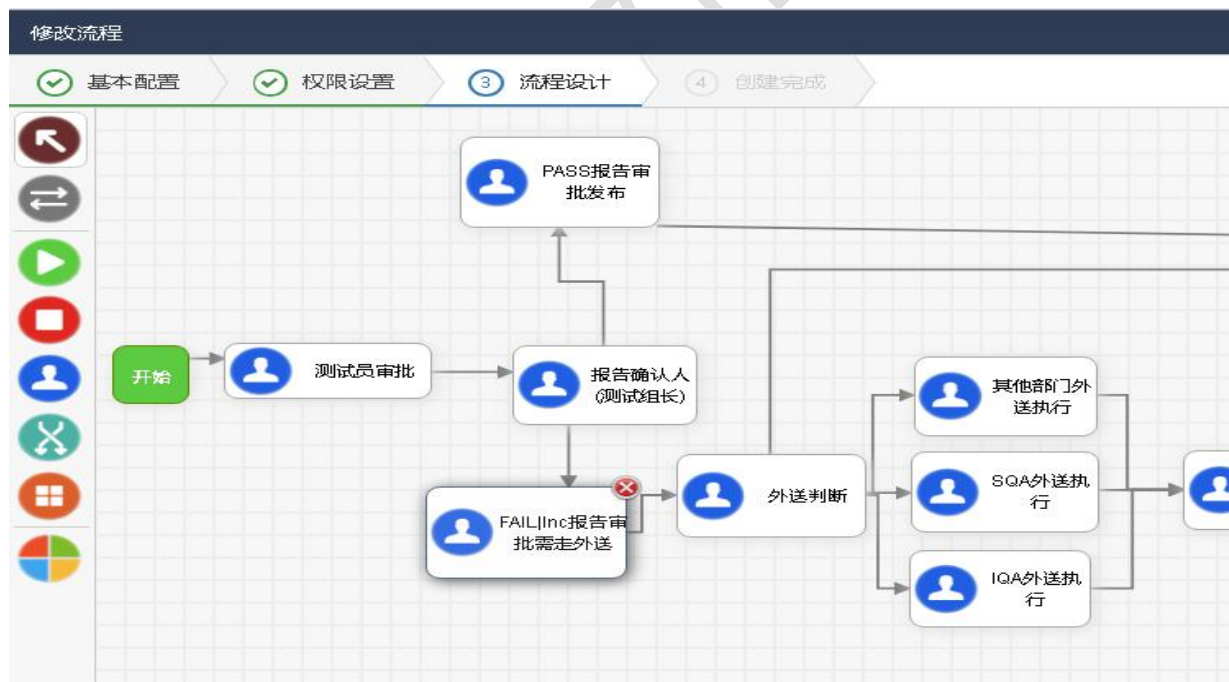 修改流程
基本配置
权限设置
3 流程设计
4 创建完成
PASS报告审
批发布
开始
测试员审批
报告确认人
(测试组长)
其他部门外
送执行
FAIL|Inc报告审
批需走外送
外送判断
SQA外送执
行
IQA外送执
行